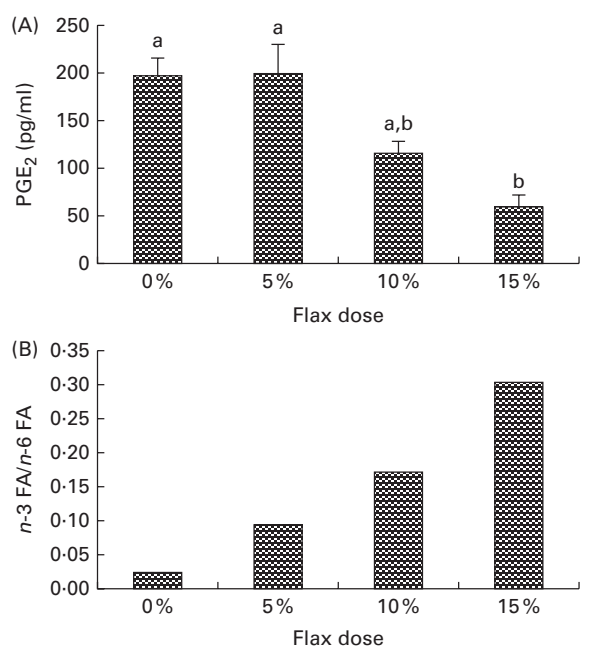 (A)
250
200
150
100
50
0
PGE₂ (pg/ml)
a
a
a,b
b
0%
5%
10%
15%
Flax dose
(B)
0·35
0·30
0·25
0·20
0·15
0·10
0·05
0·00
n-3 FA/n-6 FA
0%
5%
10%
15%
Flax dose